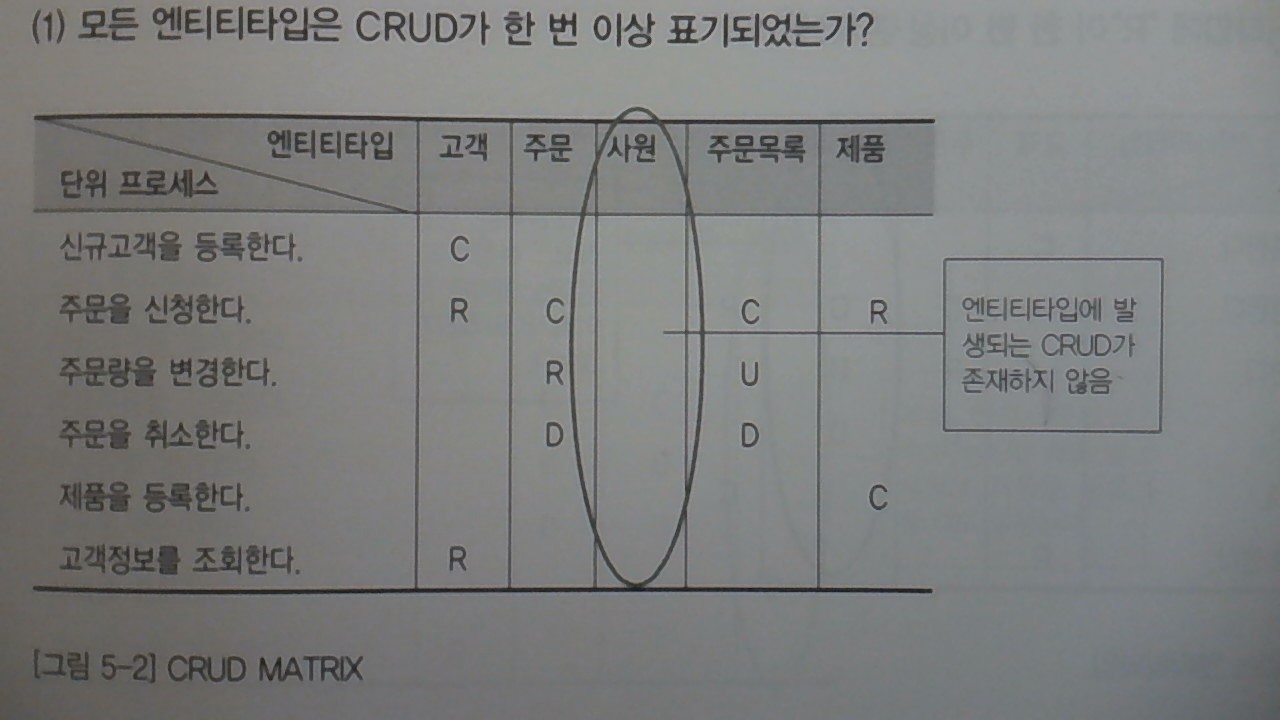 (1) 모든 엔티티타입은 CRUD가 한 번 이상 표기되었는가?
엔티티타입 고객 주문 사원 주문목록 제품
단위 프로세스
신규고객을 등록한다. C
주문을 신청한다. R C C R
주문량을 변경한다. R U
주문을 취소한다. D D
제품을 등록한다. C
고객정보를 조회한다. R
엔티티타입에 발
생되는 CRUD가
존재하지 않음
[그림 5-2] CRUD MATRIX